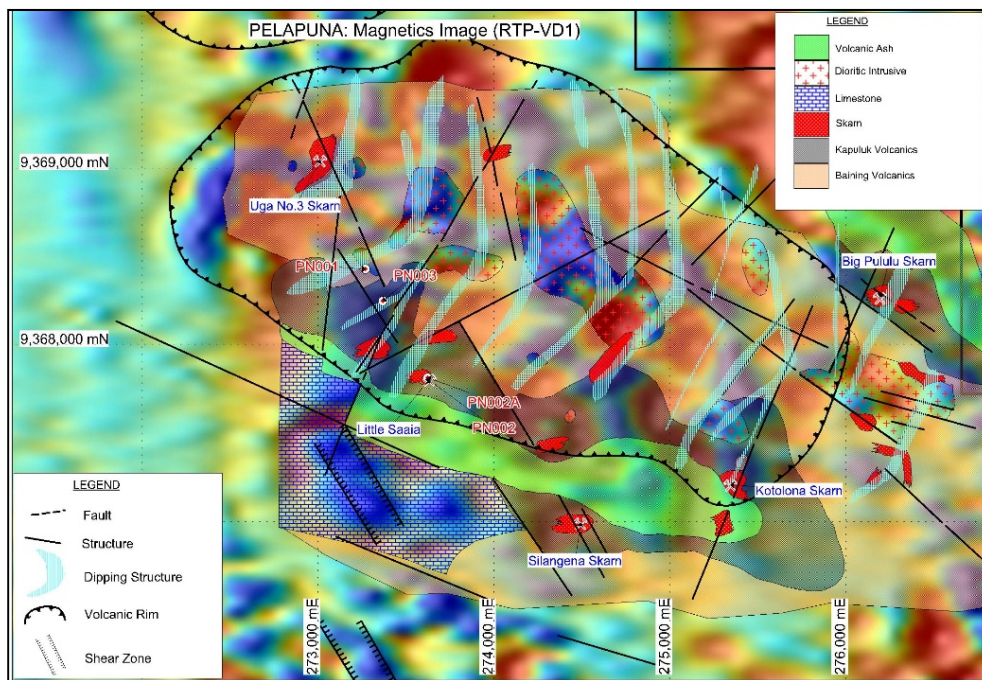 PELAPUNA: Magnetics Image (RTP-VD1)
LEGEND
Volcanic Ash
Dioritic Intrusive
Limestone
Skarn
Kapuluk Volcanics
Baining Volcanics
9,369,000 mN
Uga No.3 Skarn
PN001
PN003
Big Pululu Skarn
9,368,000 mN
PN002A
PN002
Little Saaia
Kotolona Skarn
Silangena Skarn
LEGEND
Fault
Structure
Dipping Structure
Volcanic Rim
Shear Zone
273,000 mE
274,000 mE
275,000 mE
276,000 mE